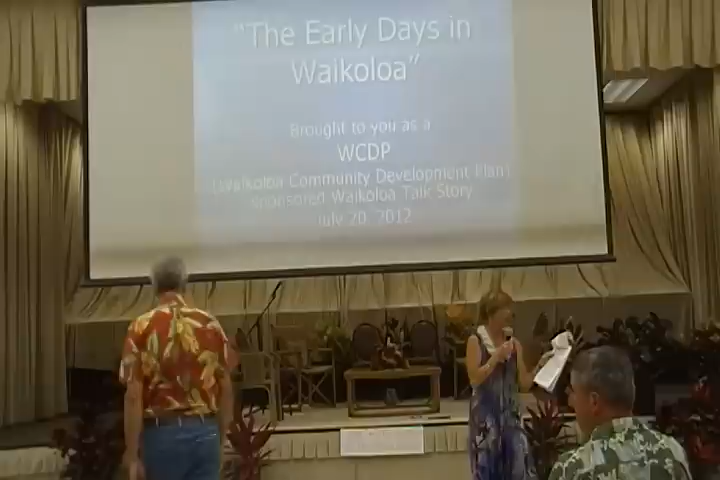 “The Early Days in
Waikoloa”
Brought to you as a
WCDP
(Waikoloa Community Development Plan)
sponsored Waikoloa Talk Story
July 20, 2012